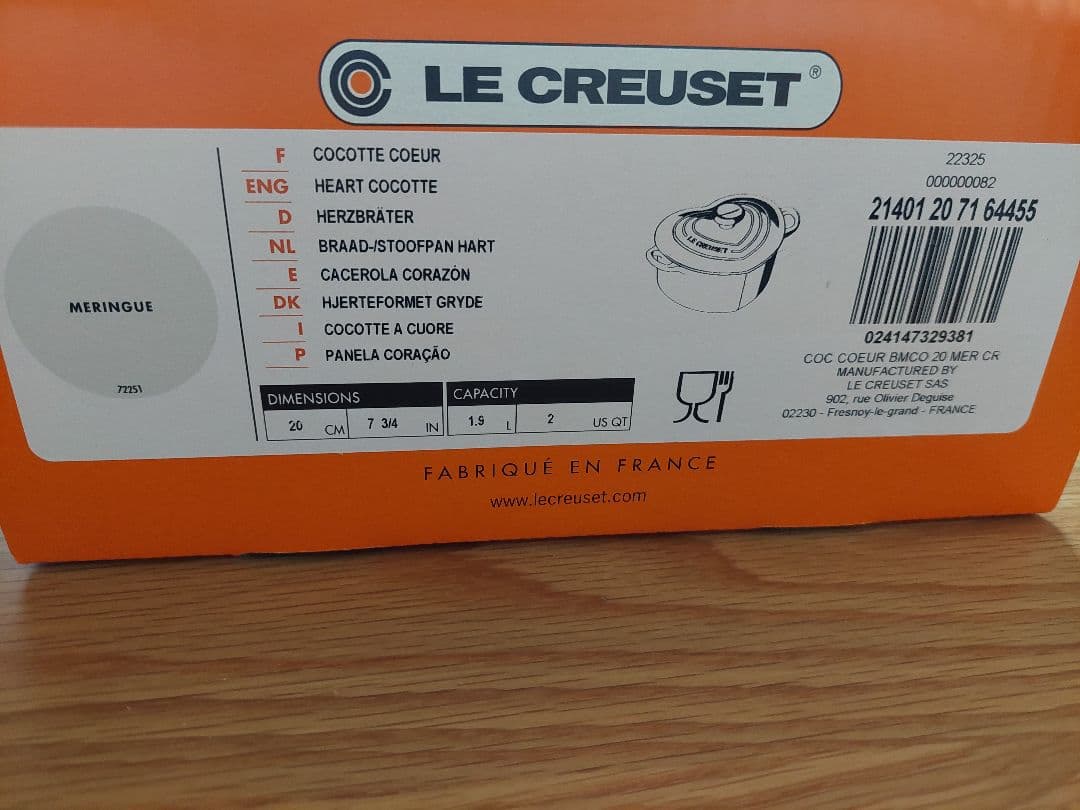 LE CREUSET®
F COCOTTE COEUR
ENG HEART COCOTTE
D HERZBRÄTER
NL BRAAD-/STOOFPAN HART
E CACEROLA CORAZÓN
DK HJERTEFORMET GRYDE
I COCOTTE A CUORE
P PANELA CORAÇÃO
MERINGUE
72251
DIMENSIONS CAPACITY
20 CM 7 3/4 IN 1.9 L 2 US QT
LE CREUSET
22325
000000082
21401 20 71 64455
024147329381
COC COEUR BMCO 20 MER CR
MANUFACTURED BY
LE CREUSET SAS
902, rue Olivier Deguise
02230 - Fresnoy-le-grand - FRANCE
FABRIQUÉ EN FRANCE
www.lecreuset.com